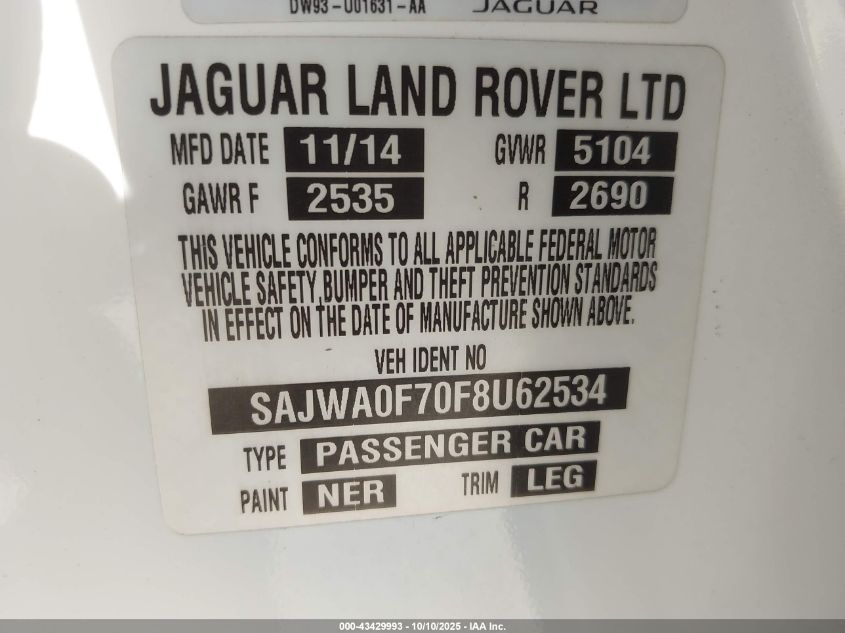 DW93-U01631-AA JAGUAR
JAGUAR LAND ROVER LTD
MFD DATE 11/14 GVWR 5104
GAWR F 2535 R 2690
THIS VEHICLE CONFORMS TO ALL APPLICABLE FEDERAL MOTOR
VEHICLE SAFETY,BUMPER AND THEFT PREVENTION STANDARDS
IN EFFECT ON THE DATE OF MANUFACTURE SHOWN ABOVE.
VEH IDENT NO
SAJWA0F70F8U62534
TYPE PASSENGER CAR
PAINT NER TRIM LEG
000-43429993 - 10/10/2025 - IAA Inc.